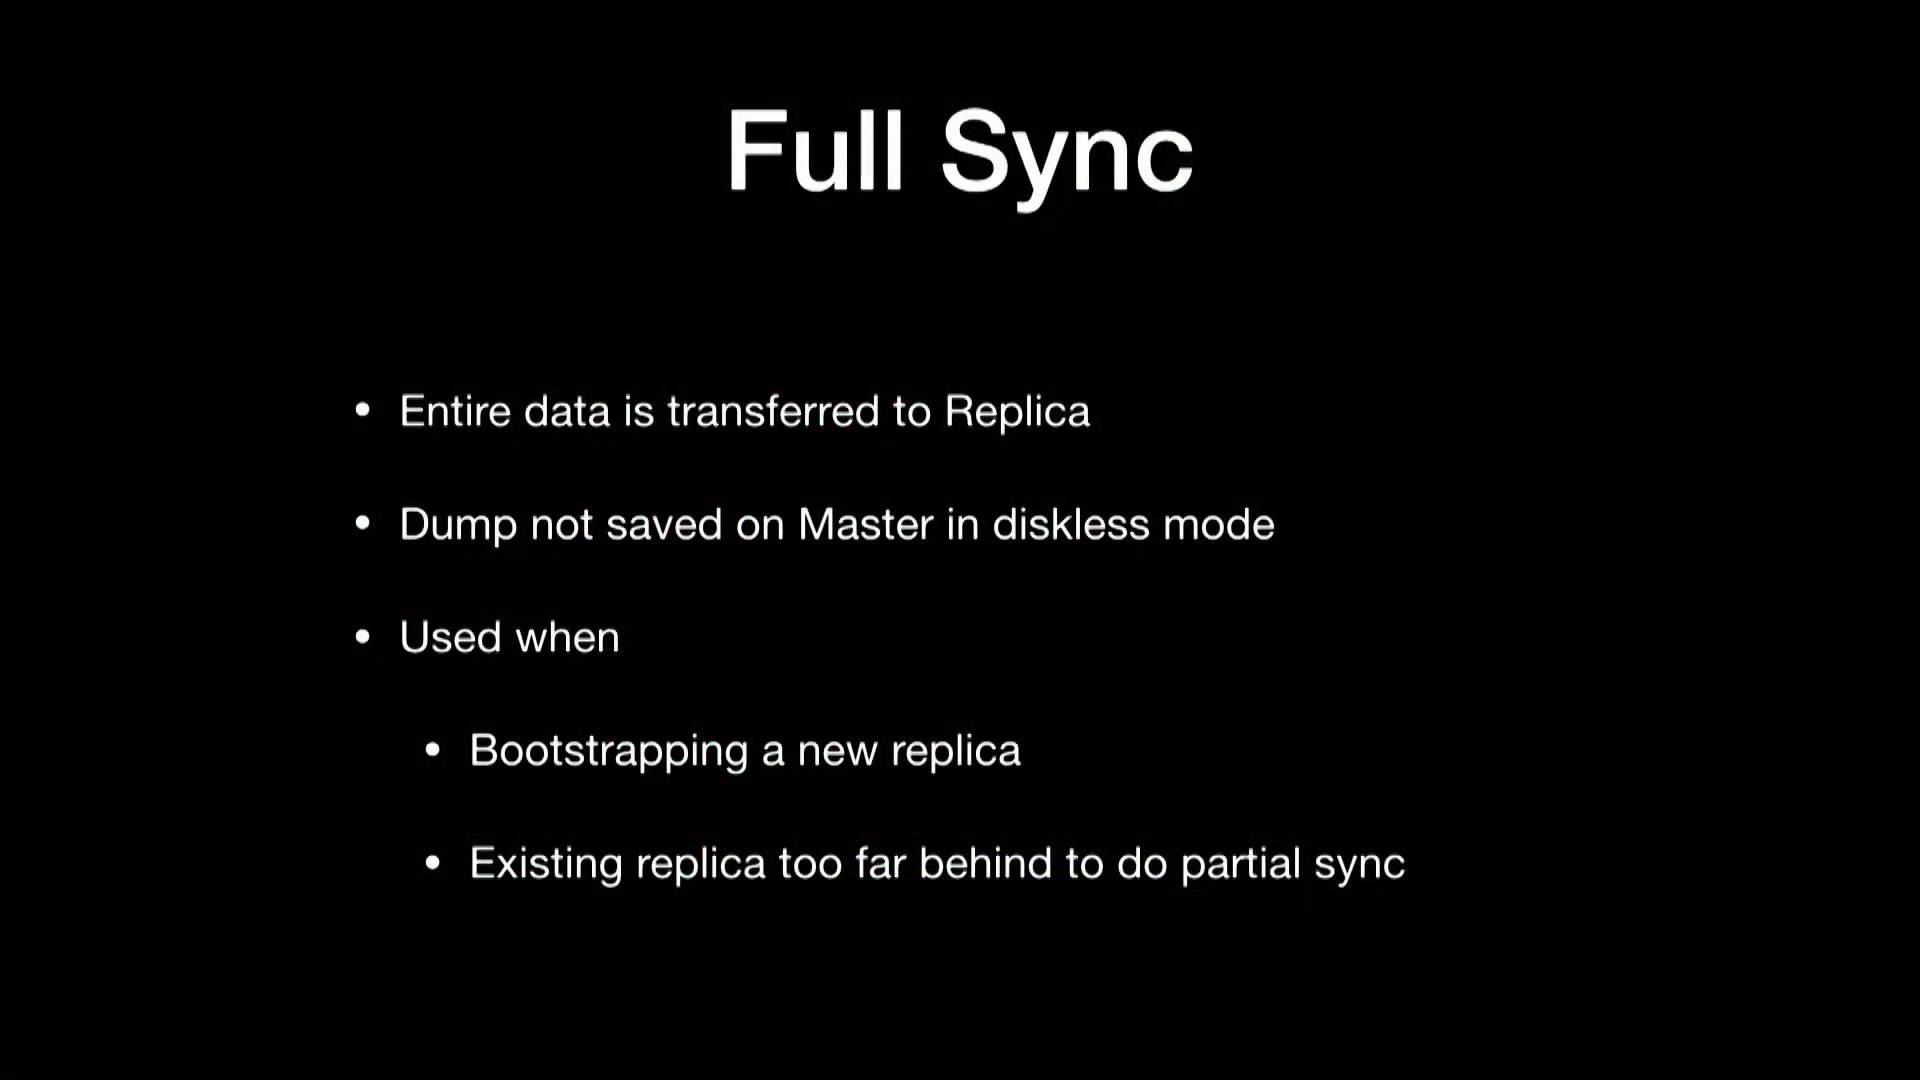 Full Sync
• Entire data is transferred to Replica
• Dump not saved on Master in diskless mode
• Used when
• Bootstrapping a new replica
• Existing replica too far behind to do partial sync